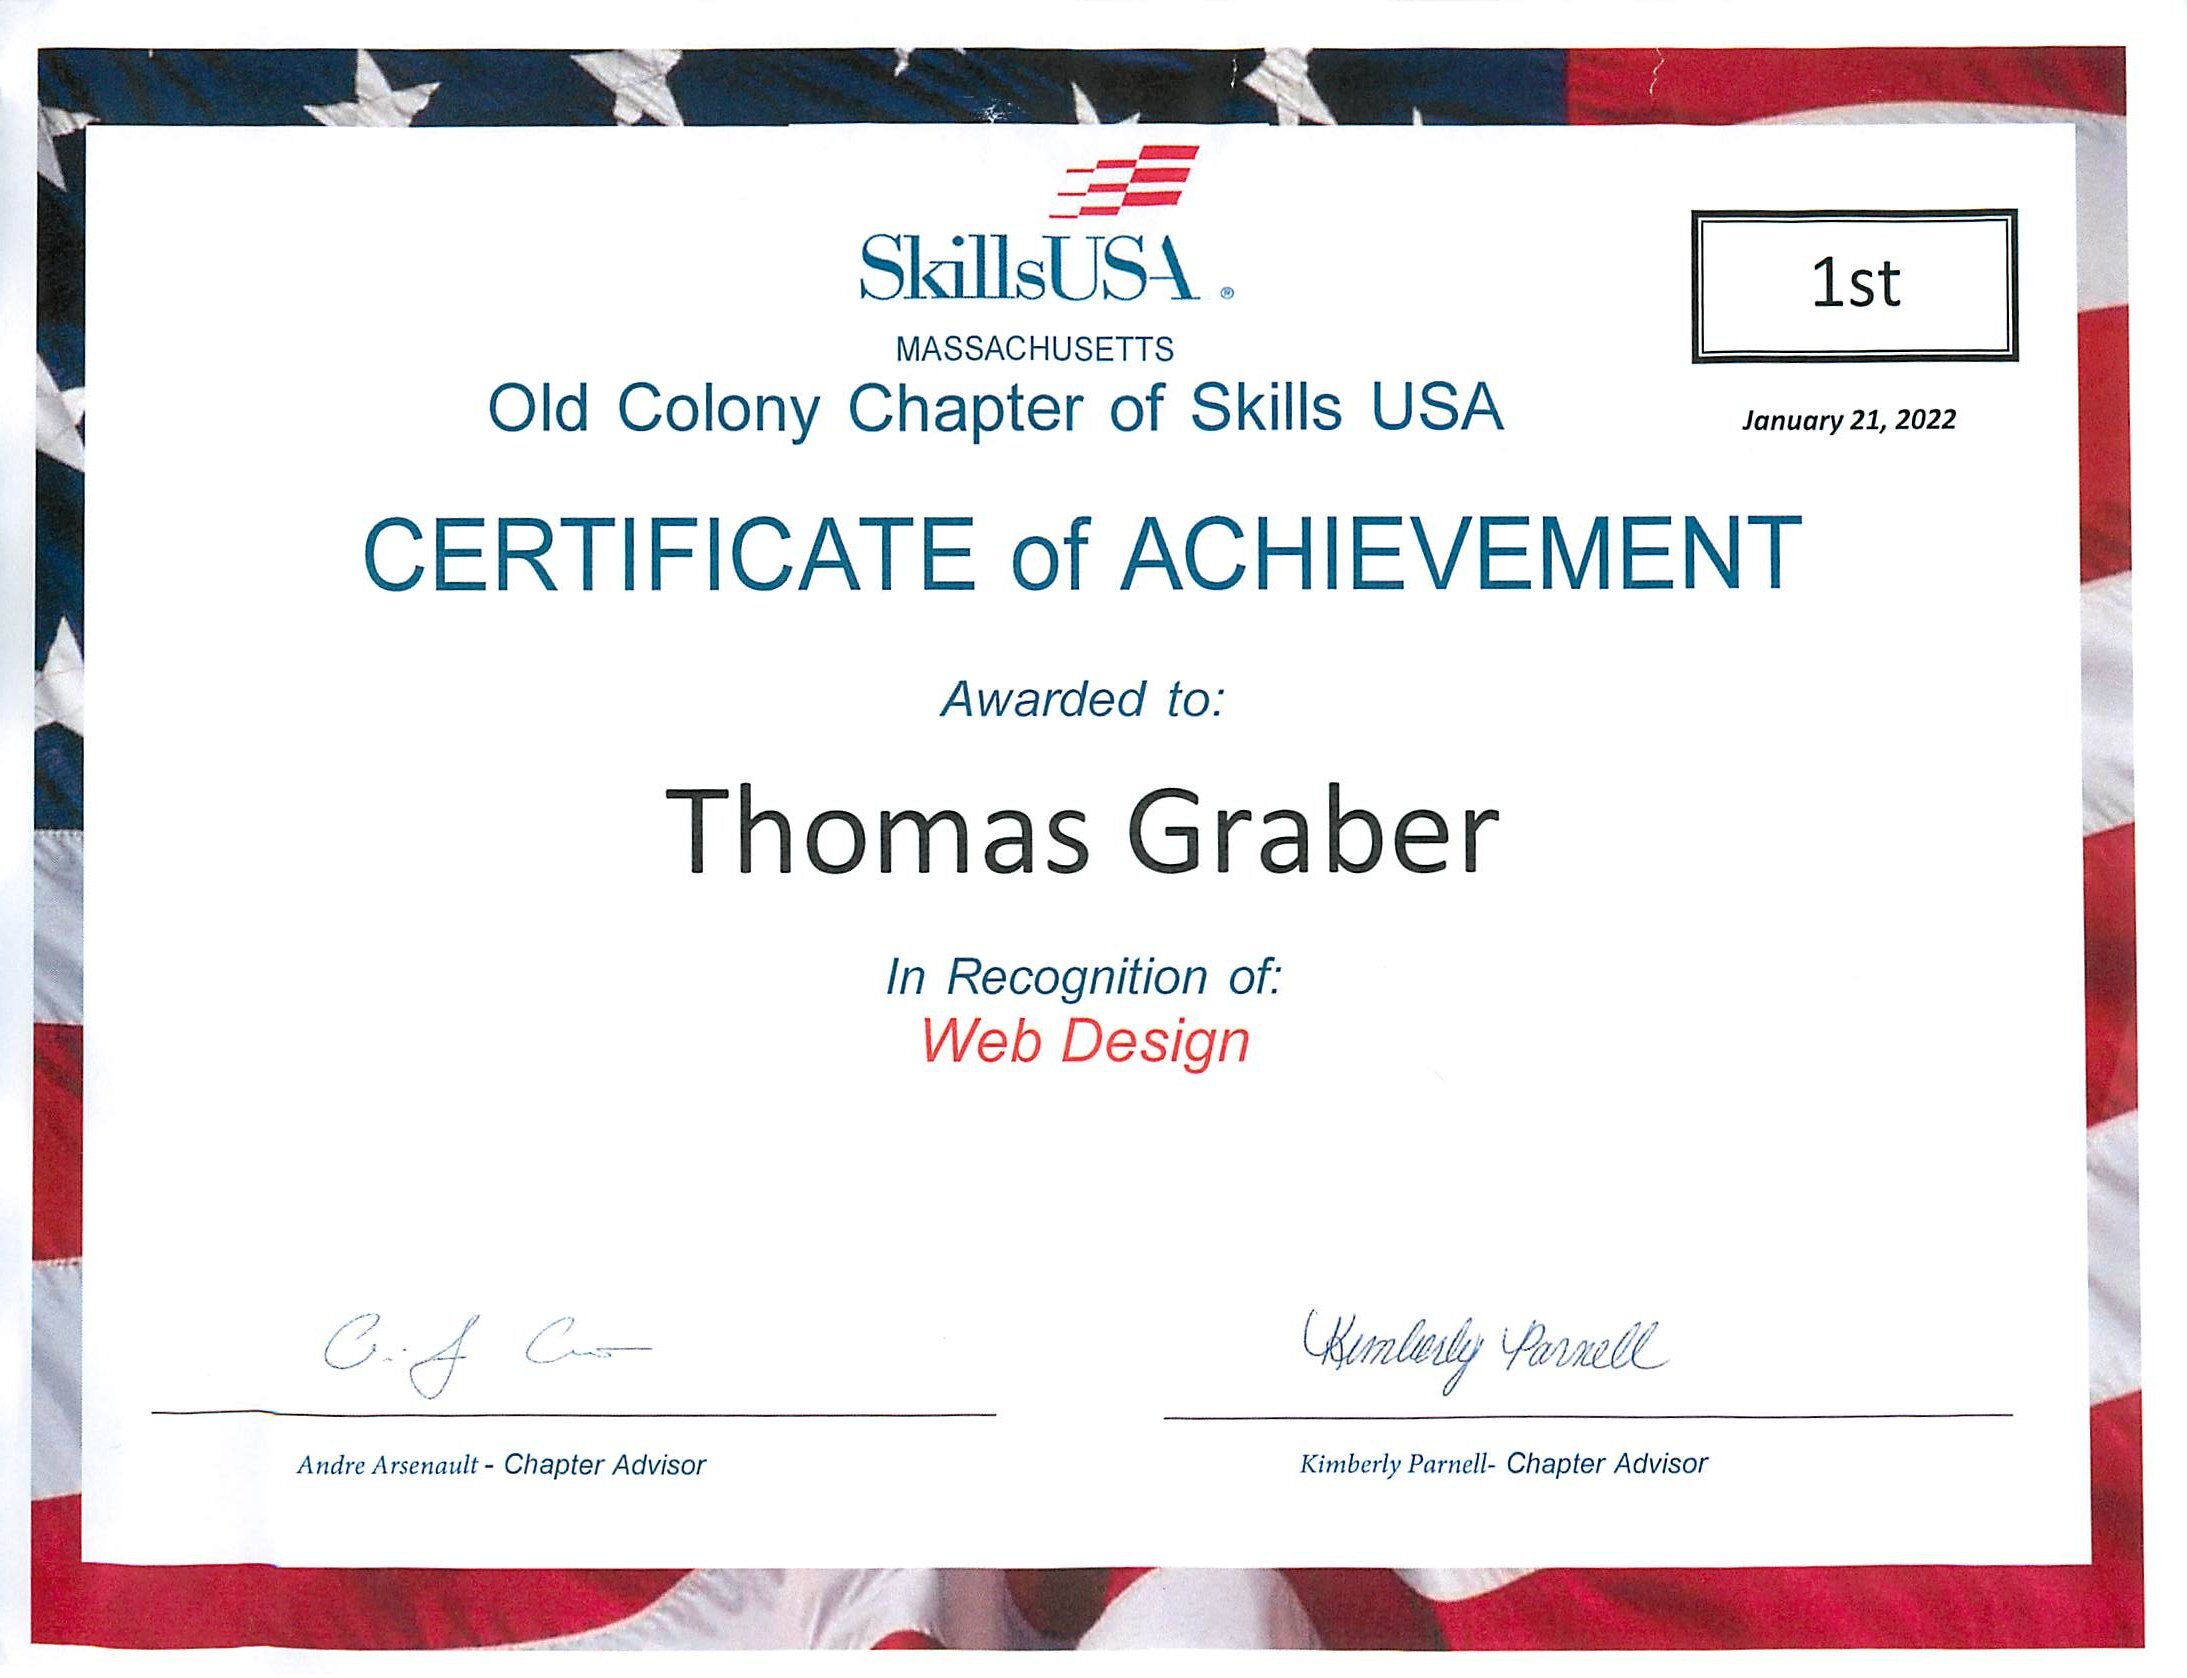 SkillsUSA®
MASSACHUSETTS
1st
Old Colony Chapter of Skills USA
January 21, 2022
CERTIFICATE of ACHIEVEMENT
Awarded to:
Thomas Graber
In Recognition of:
Web Design
Kimberly Parnell
Andre Arsenault - Chapter Advisor
Kimberly Parnell- Chapter Advisor